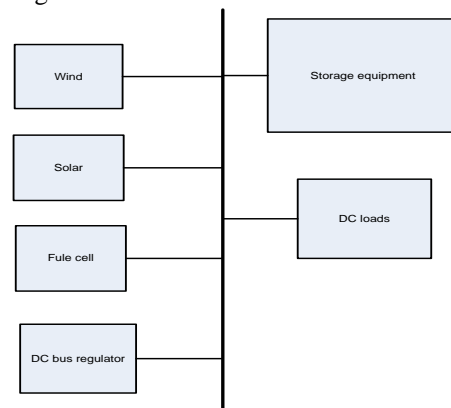 Wind
Storage equipment
Solar
DC loads
Fule cell
DC bus regulator